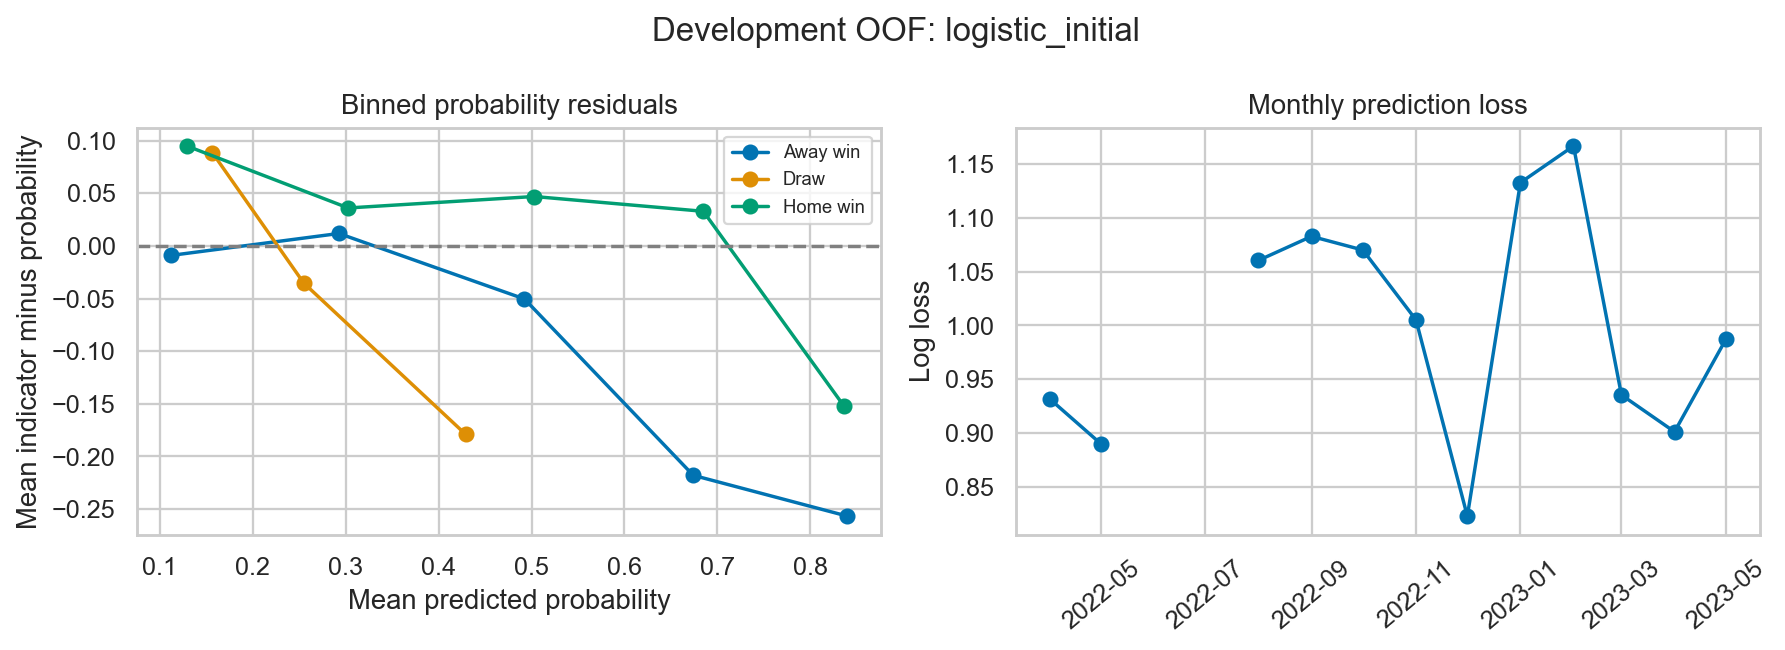 Development OOF: logistic_initial
Binned probability residuals
Mean indicator minus probability
0.10
0.05
0.00
−0.05
−0.10
−0.15
−0.20
−0.25
Away win
Draw
Home win
0.1 0.2 0.3 0.4 0.5 0.6 0.7 0.8
Mean predicted probability
Monthly prediction loss
Log loss
1.15
1.10
1.05
1.00
0.95
0.90
0.85
2022-05 2022-07 2022-09 2022-11 2023-01 2023-03 2023-05